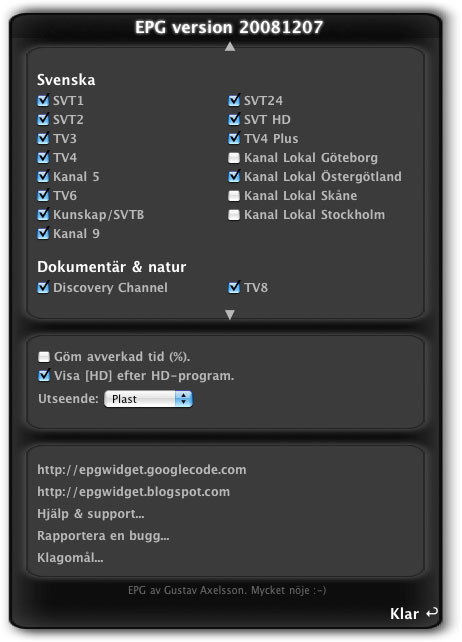 EPG version 20081207
Svenska
SVT1
SVT2
TV3
TV4
Kanal 5
TV6
Kunskap/SVTB
Kanal 9
SVT24
SVT HD
TV4 Plus
Kanal Lokal Göteborg
Kanal Lokal Östergötland
Kanal Lokal Skåne
Kanal Lokal Stockholm
Dokumentär & natur
Discovery Channel
TV8
Göm avverkad tid (%).
Visa [HD] efter HD-program.
Utseende: Plast
http://epgwidget.googlecode.com
http://epgwidget.blogspot.com
Hjälp & support...
Rapportera en bugg...
Klagomål...
EPG av Gustav Axelsson. Mycket nöje :-)
Klar